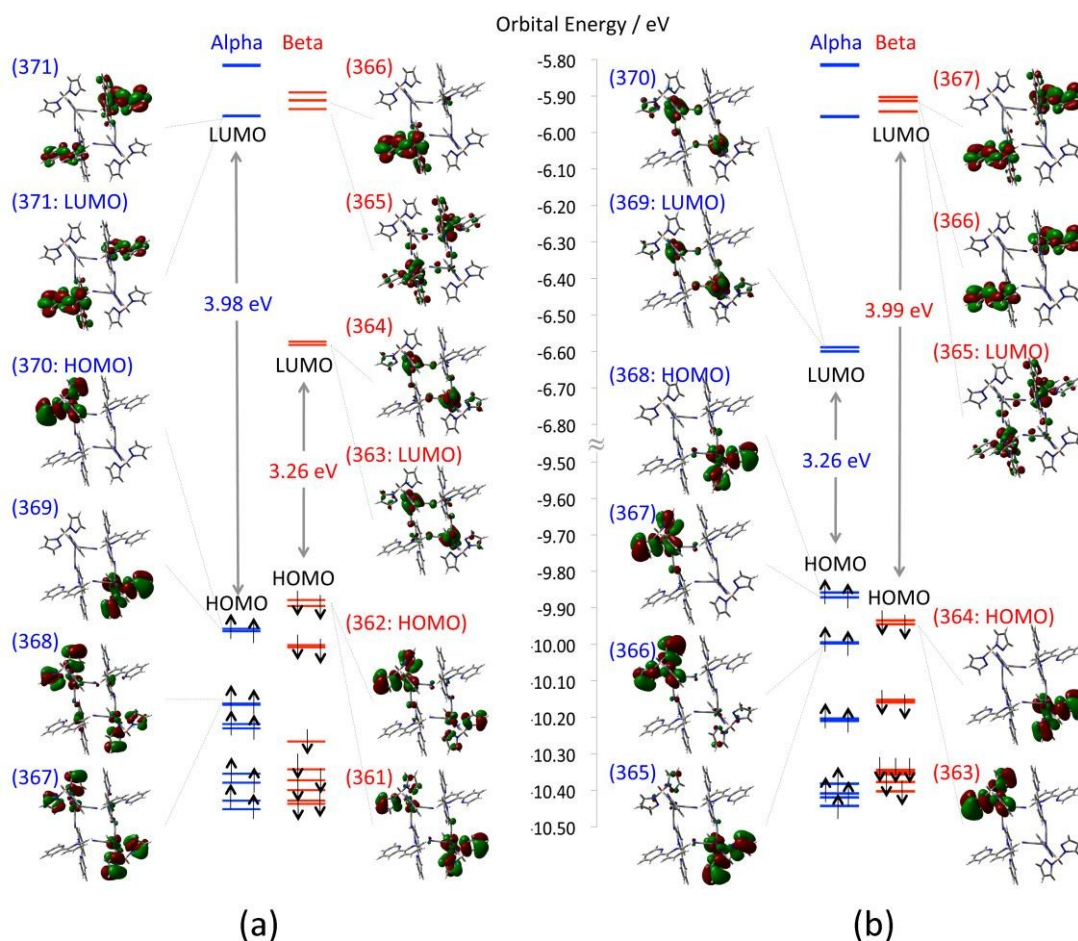 Orbital Energy / eV
Alpha Beta
(371)
(366)
LUMO
(371: LUMO)
(365)
3.98 eV
(364)
LUMO
(370: HOMO)
(363: LUMO)
3.26 eV
(369)
HOMO
HOMO
(362: HOMO)
(368)
(367)
(361)
(a)
-5.80
-5.90
-6.00
-6.10
-6.20
-6.30
-6.40
-6.50
-6.60
-6.70
-6.80
-9.50
-9.60
-9.70
-9.80
-9.90
-10.00
-10.10
-10.20
-10.30
-10.40
-10.50
Alpha Beta
(370)
(367)
LUMO
(369: LUMO)
(366)
3.99 eV
(365: LUMO)
(368: HOMO)
LUMO
3.26 eV
(367)
HOMO
HOMO
(364: HOMO)
(366)
(365)
(363)
(b)